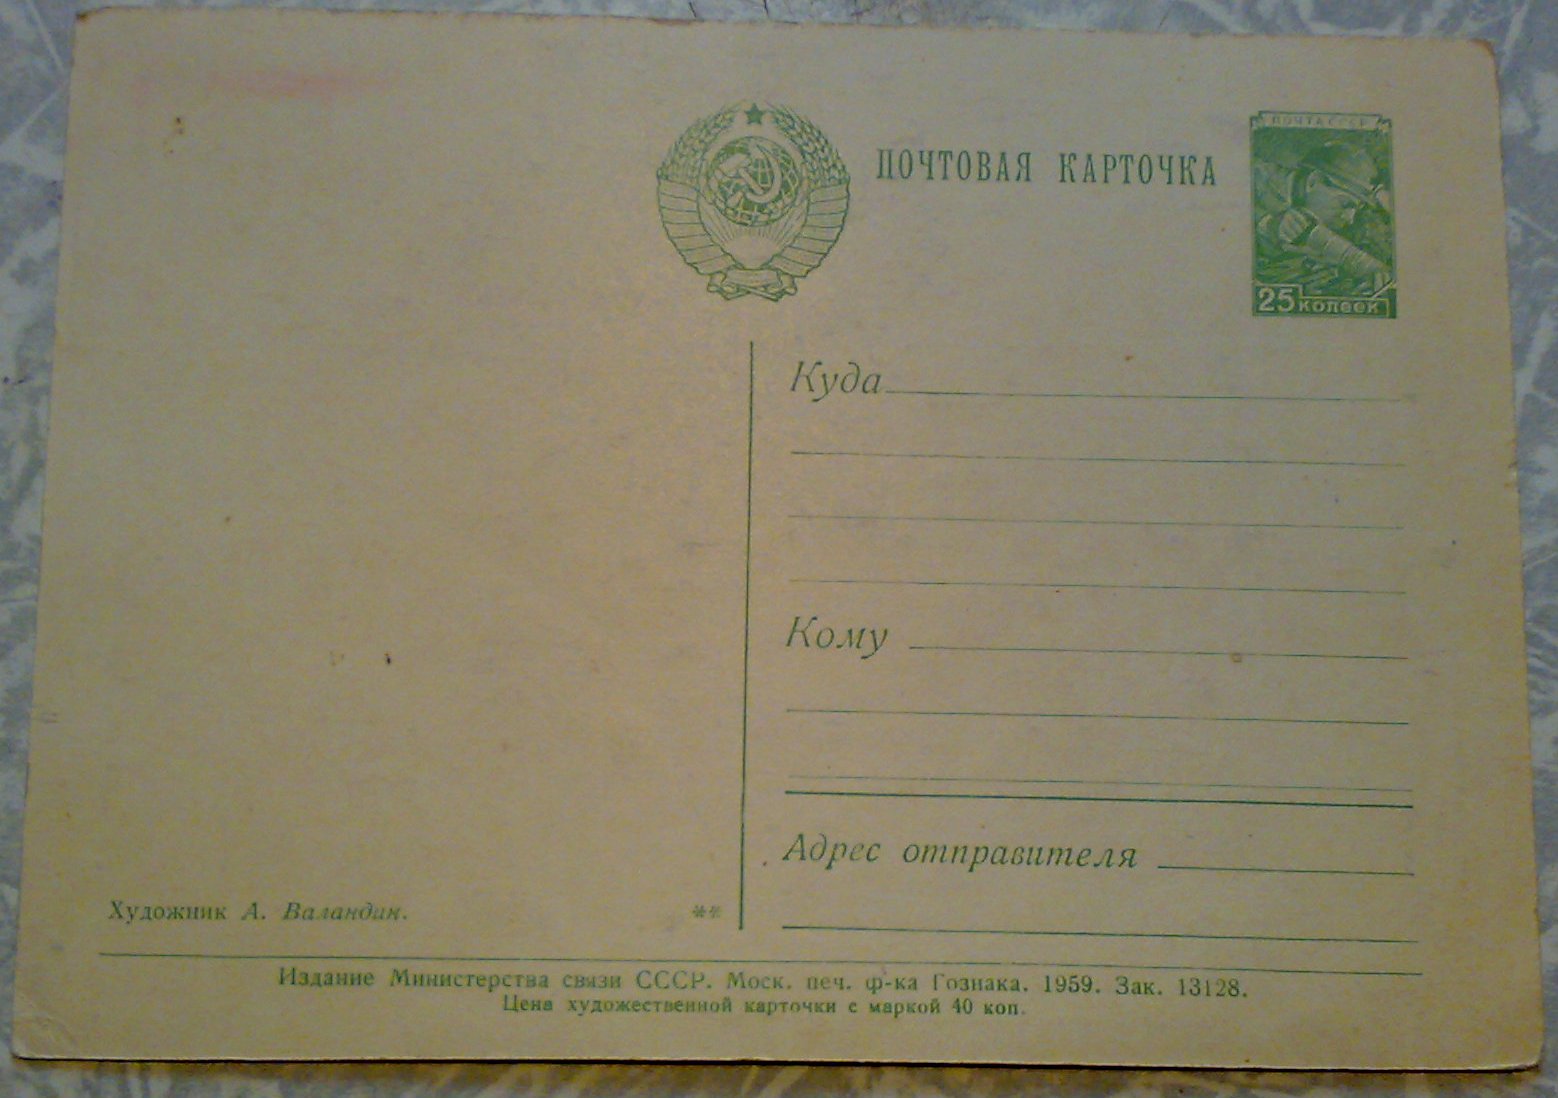 ПОЧТА СССР
ПОЧТОВАЯ КАРТОЧКА
25 копеек
Куда
Кому
Адрес отправителя
Художник А. Валандин.
**
Издание Министерства связи СССР. Моск. печ. ф-ка Гознака. 1959. Зак. 13128.
Цена художественной карточки с маркой 40 коп.